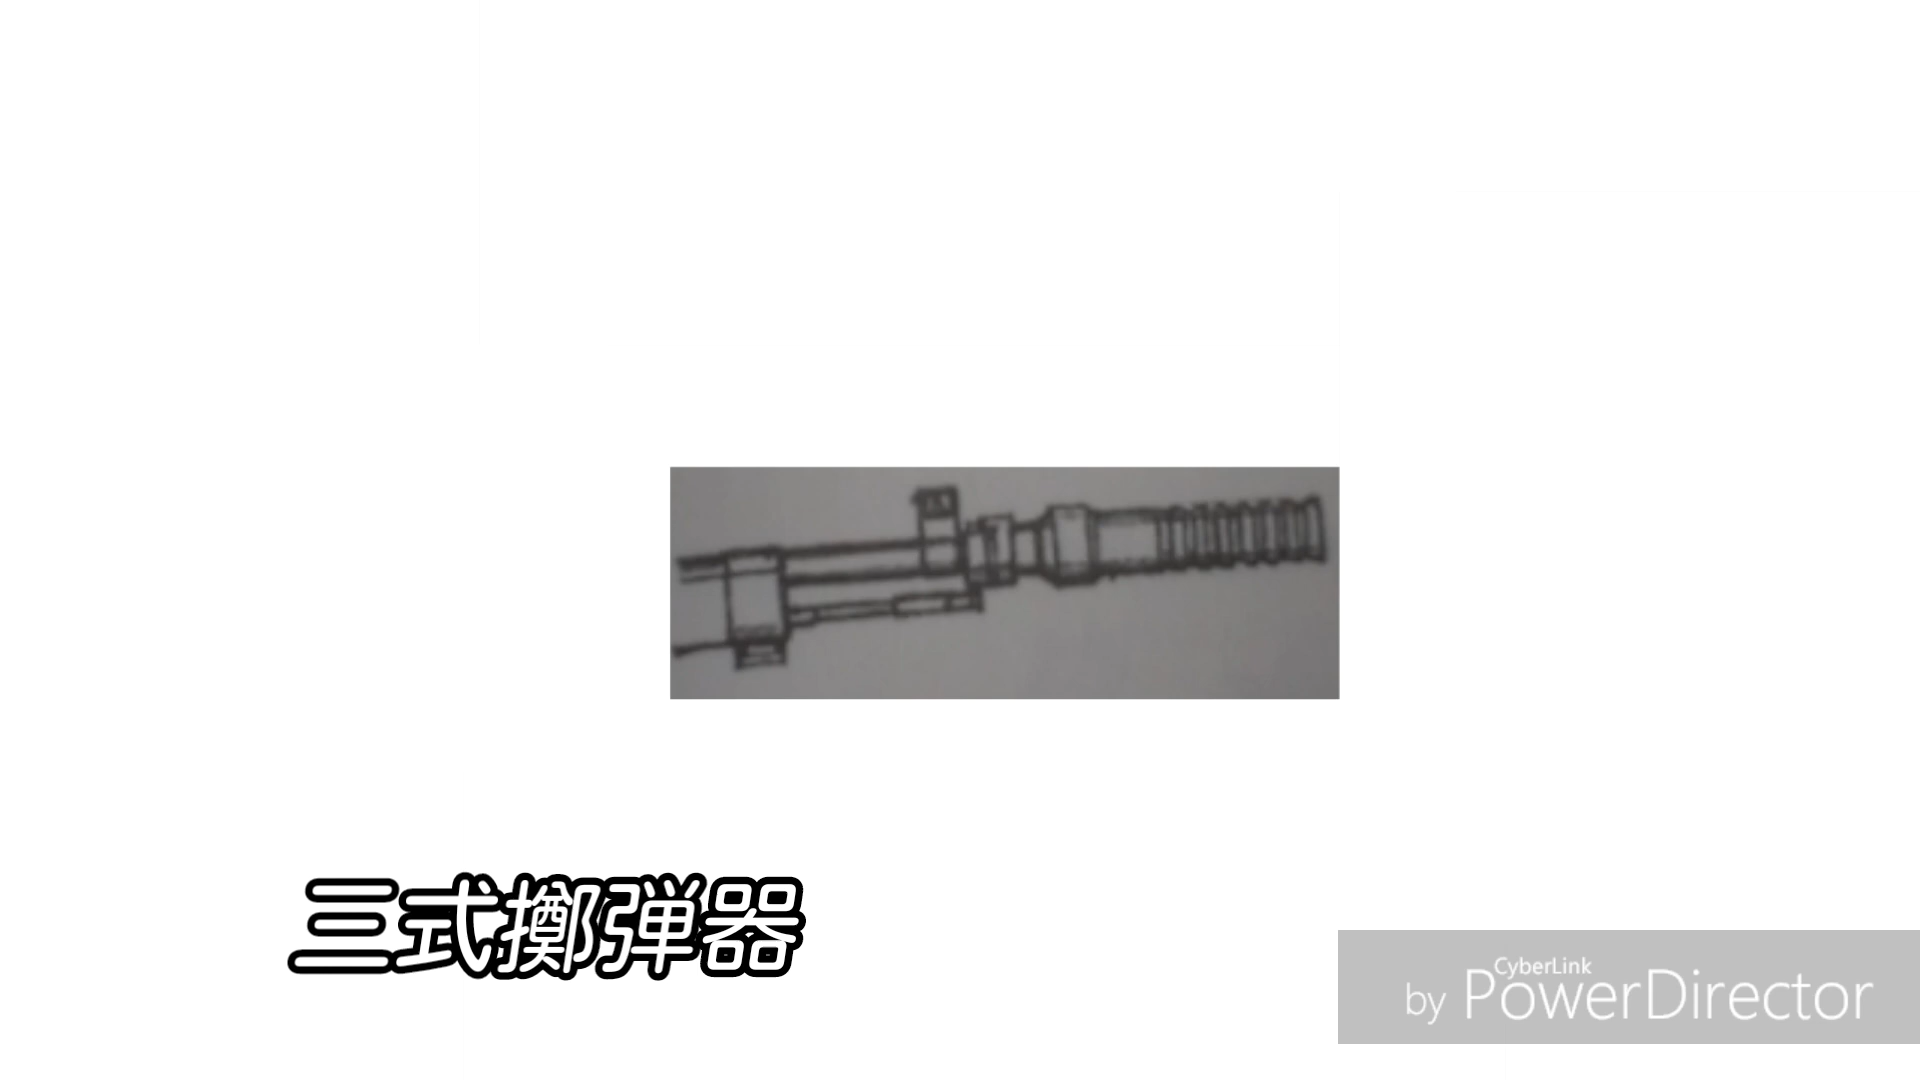 三式擲弾器
CyberLink
by PowerDirector